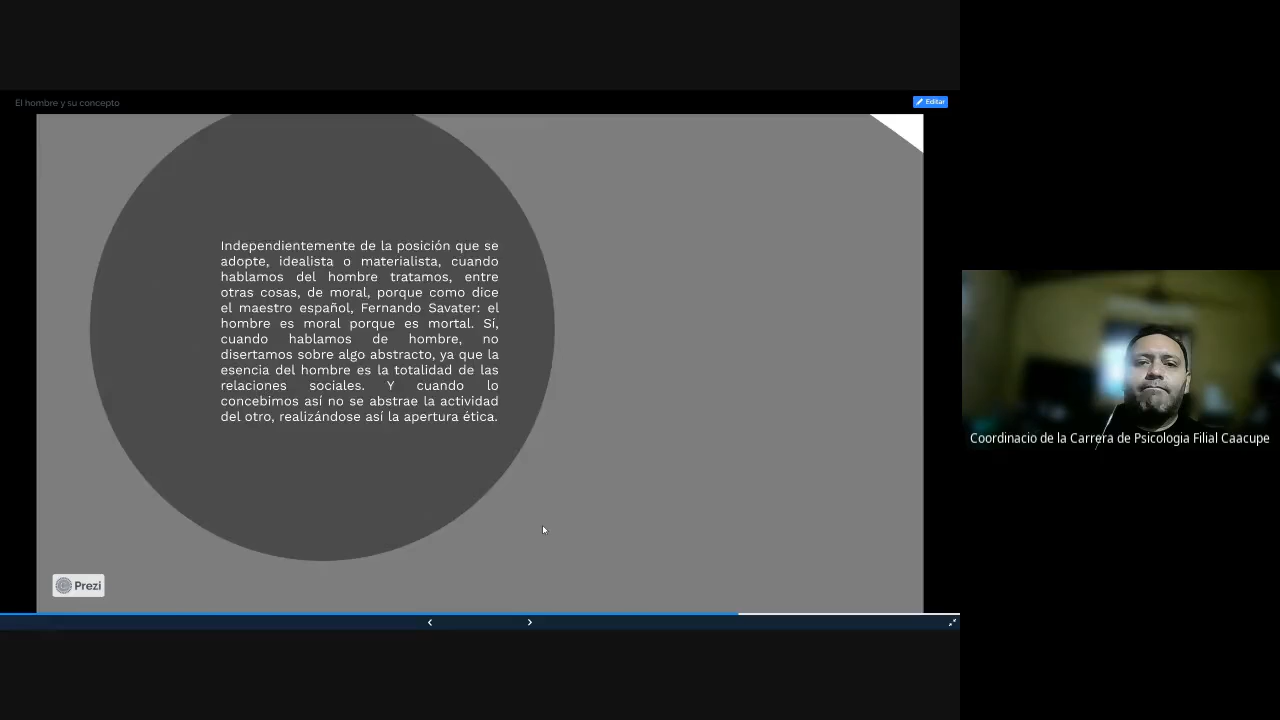 El hombre y su concepto
Editar
Independientemente de la posición que se
adopte, idealista o materialista, cuando
hablamos del hombre tratamos, entre
otras cosas, de moral, porque como dice
el maestro español, Fernando Savater: el
hombre es moral porque es mortal. Sí,
cuando hablamos de hombre, no
disertamos sobre algo abstracto, ya que la
esencia del hombre es la totalidad de las
relaciones sociales. Y cuando lo
concebimos así no se abstrae la actividad
del otro, realizándose así la apertura ética.
Coordinacio de la Carrera de Psicologia Filial Caacupe
Prezi